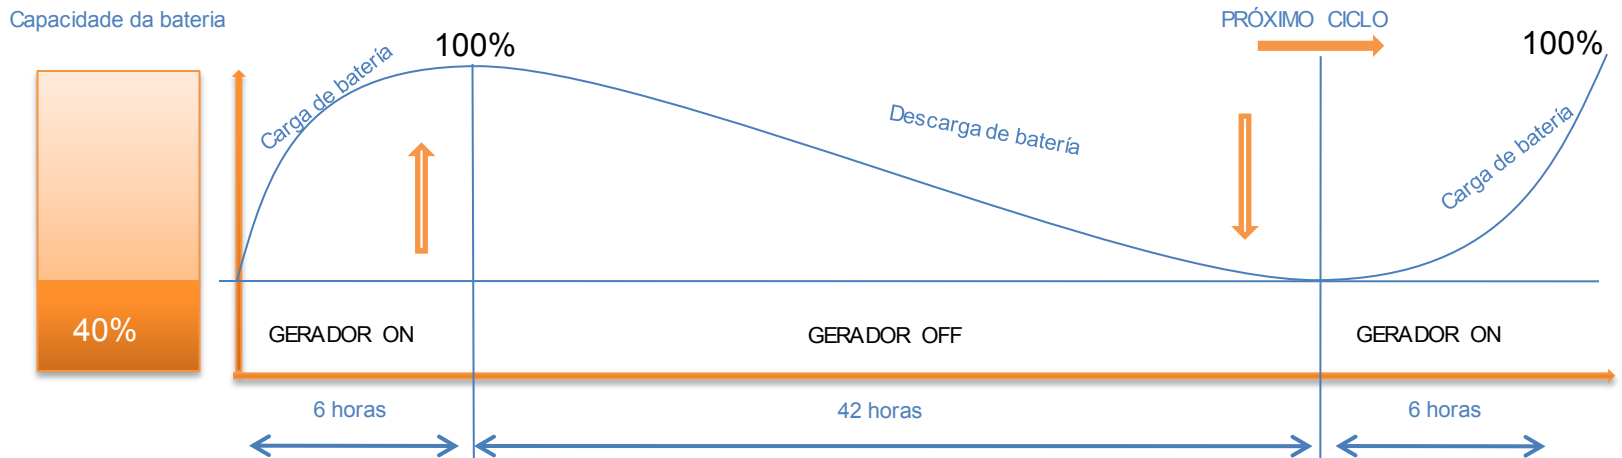 Capacidade da bateria
PRÓXIMO CICLO
100%
100%
Carga de batería
Descarga de batería
Carga de batería
40%
GERADOR ON
GERADOR OFF
GERADOR ON
6 horas
42 horas
6 horas